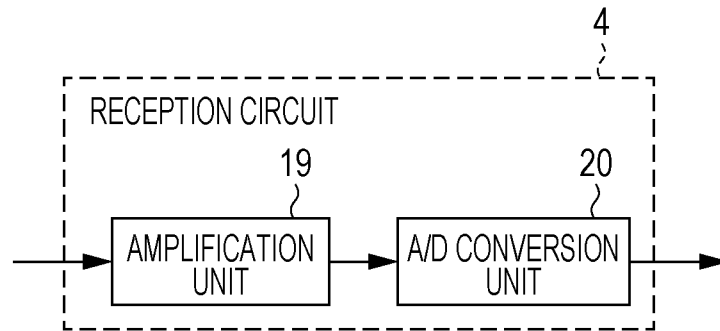 4
RECEPTION CIRCUIT
19
20
AMPLIFICATION
UNIT
A/D CONVERSION
UNIT